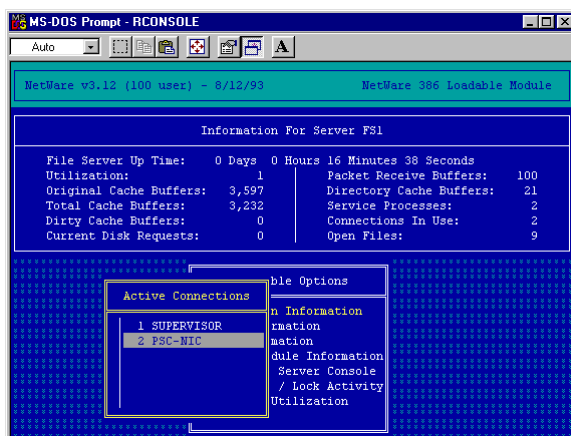 MS-DOS Prompt - RCONSOLE
Auto
A
NetWare v3.12 (100 user) - 8/12/93 NetWare 386 Loadable Module
Information For Server FS1
File Server Up Time: 0 Days 0 Hours 16 Minutes 38 Seconds
Utilization: 1 Packet Receive Buffers: 100
Original Cache Buffers: 3,597 Directory Cache Buffers: 21
Total Cache Buffers: 3,232 Service Processes: 2
Dirty Cache Buffers: 0 Connections In Use: 2
Current Disk Requests: 0 Open Files: 9
ble Options
Active Connections
n Information
1 SUPERVISOR rmation
2 PSC-NIC mation
dule Information
Server Console
/ Lock Activity
Utilization